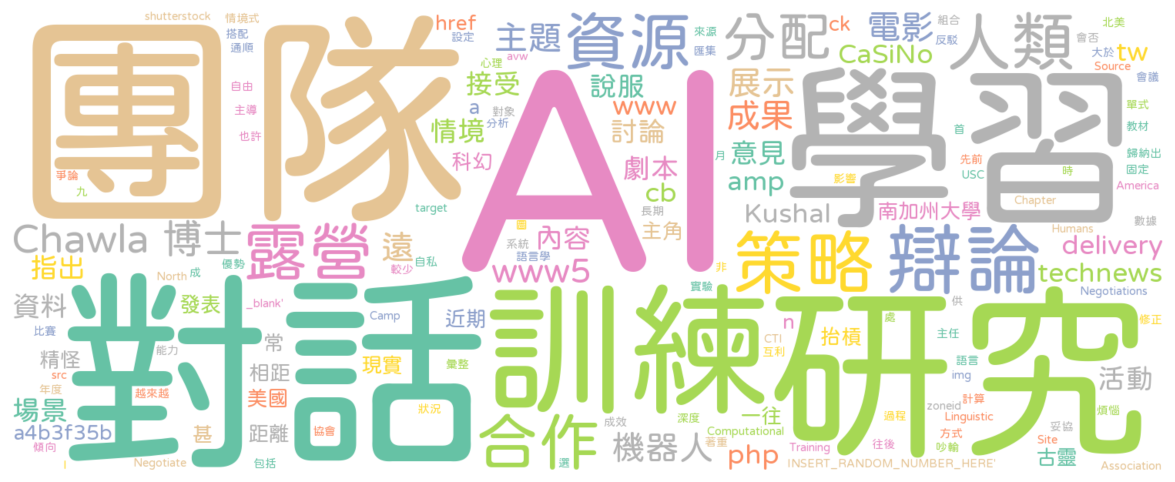 shutterstock 情境式 href 主題 資源 來源 分配 ck 電影 組合 人類 北美
搭配 設定 匯集 反駁 會否 大於 tw
通順 心理 avw CaSiNo Source 會議
團隊 AI 學習
自由 接受 說服 展示 單式
主導 a 對象 www 成果 首 教材
也許 情境 分析 討論 意見 歸納出
爭論 科幻 劇本 月 先前 固定
九 cb amp 影響 USC 時 America
target 長期 Kushal 南加州大學 Chapter 數據
Chawla 博士 露營 遠 雷 內容 主角 策略 辯論 Humans delivery
指出 優勢 較少 自私 系統 語言學 www5 非 technews
North 成 實驗 Negotiations
資料 發表 _blank' Camp 近期 供 修正
比賽 對話 訓練 研究
常 n 抬槓 處 主任
精怪 能力 現實 彙整 CTI 互利 語言
src 相距 img 活動
年度 越來越 美國 狀況 zoneid 計算 煩惱
場景 成效 深度 一往 過程 Linguistic
a4b3f35b 甚 距離 協會 合作 機器人 Computational 往後 方式 妥協
傾向 著重 Training 吵輸 Site 古靈
Negotiate 包括 選 php INSERT_RANDOM_NUMBER_HERE' Association